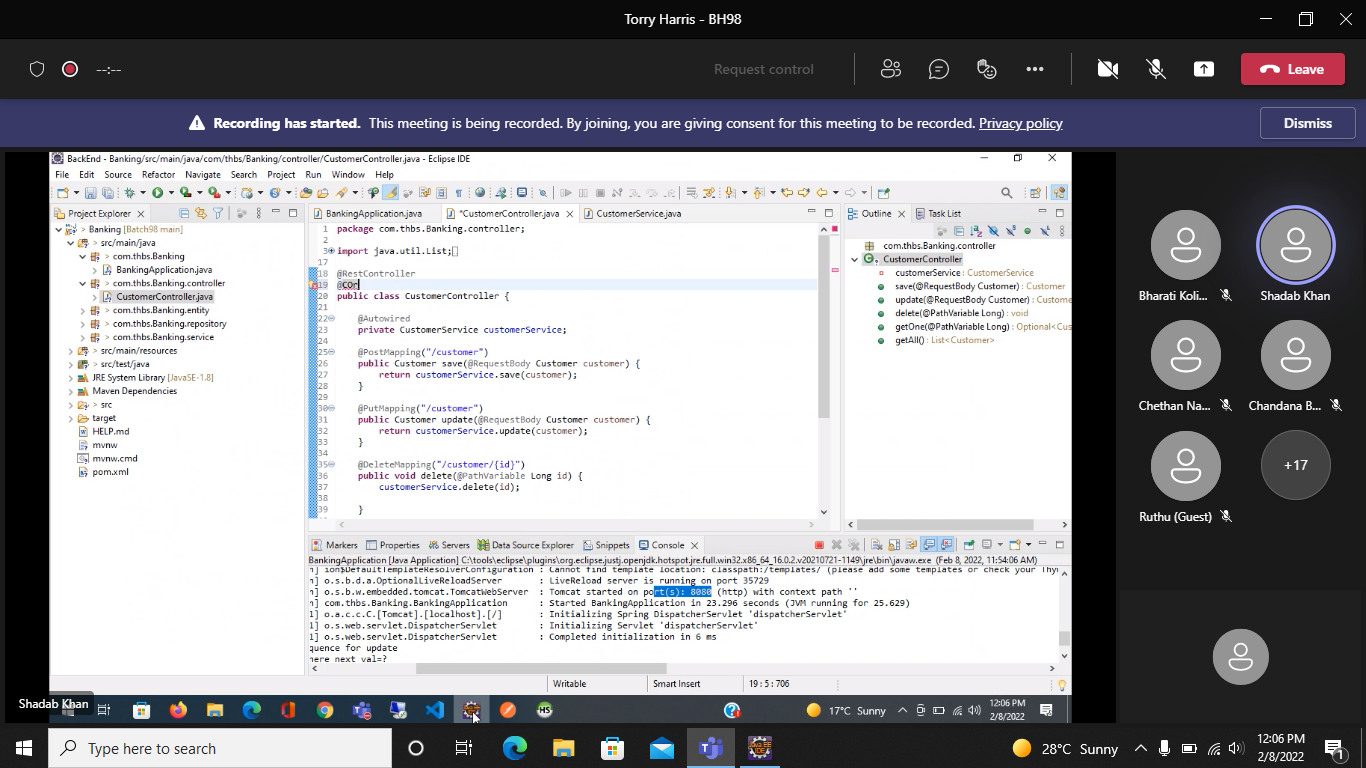 Torry Harris - BH98
--:--
Request control
Leave
Recording has started. This meeting is being recorded. By joining, you are giving consent for this meeting to be recorded. Privacy policy
Dismiss
BackEnd - Banking/src/main/java/com/thbs/Banking/controller/CustomerController.java - Eclipse IDE
File Edit Source Refactor Navigate Search Project Run Window Help
Project Explorer
Banking [Batch98 main]
src/main/java
com.thbs.Banking
BankingApplication.java
com.thbs.Banking.controller
CustomerController.java
com.thbs.Banking.entity
com.thbs.Banking.repository
com.thbs.Banking.service
src/main/resources
src/test/java
JRE System Library [JavaSE-1.8]
Maven Dependencies
src
target
HELP.md
mvnw
mvnw.cmd
pom.xml
BankingApplication.java *CustomerController.java CustomerService.java
1 package com.thbs.Banking.controller;
2
3 import java.util.List;
17
18 @RestController
19 @COr
20 public class CustomerController {
21
22 @Autowired
23 private CustomerService customerService;
24
25 @PostMapping("/customer")
26 public Customer save(@RequestBody Customer customer) {
27 return customerService.save(customer);
28 }
29
30 @PutMapping("/customer")
31 public Customer update(@RequestBody Customer customer) {
32 return customerService.update(customer);
33 }
34
35 @DeleteMapping("/customer/{id}")
36 public void delete(@PathVariable Long id) {
37 customerService.delete(id);
38
39 }
Outline Task List
com.thbs.Banking.controller
CustomerController
customerService : CustomerService
save(@RequestBody Customer) : Customer
update(@RequestBody Customer) : Custome
delete(@PathVariable Long) : void
getOne(@PathVariable Long) : Optional<Cus
getAll() : List<Customer>
Markers Properties Servers Data Source Explorer Snippets Console
BankingApplication [Java Application] C:\tools\eclipse\plugins\org.eclipse.justj.openjdk.hotspot.jre.full.win32.x86_64_16.0.2.v20210721-1149\jre\bin\javaw.exe (Feb 8, 2022, 11:54:06 AM)
n] ion$DefaultTemplateResolverConfiguration : Cannot find template location: classpath:/templates/ (please add some templates or check your Thy
n] o.s.b.d.a.OptionalLiveReloadServer : LiveReload server is running on port 35729
n] o.s.b.w.embedded.tomcat.TomcatWebServer : Tomcat started on port(s): 8080 (http) with context path ''
n] com.thbs.Banking.BankingApplication : Started BankingApplication in 23.296 seconds (JVM running for 25.629)
1] o.a.c.c.C.[Tomcat].[localhost].[/] : Initializing Spring DispatcherServlet 'dispatcherServlet'
1] o.s.web.servlet.DispatcherServlet : Initializing Servlet 'dispatcherServlet'
1] o.s.web.servlet.DispatcherServlet : Completed initialization in 6 ms
quence for update
here next_val=?
Writable Smart Insert 19 : 5 : 706
Shadab Khan
17°C Sunny
12:06 PM
2/8/2022
Bharati Koli...
Shadab Khan
Chethan Na...
Chandana B...
Ruthu (Guest)
+17
Type here to search
28°C Sunny
12:06 PM
2/8/2022
1